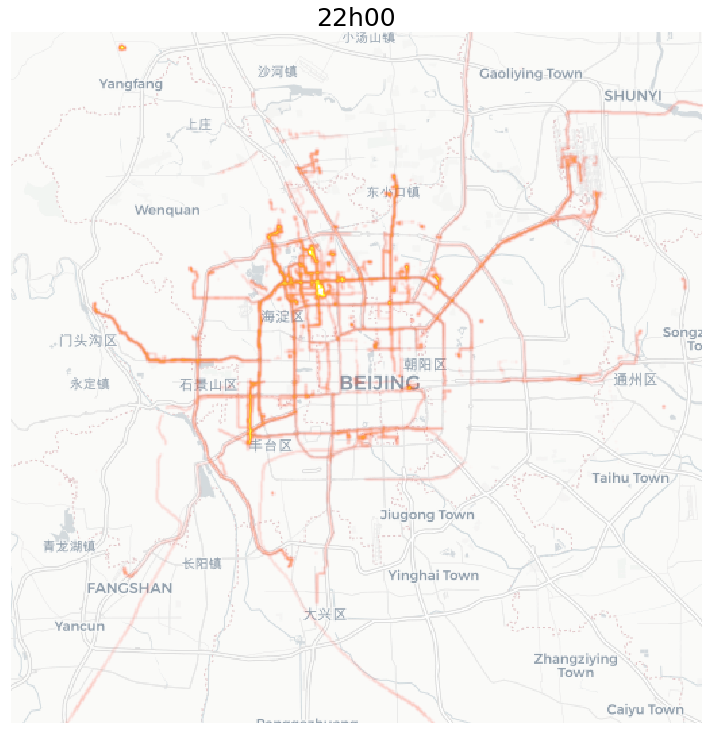 22h00
小汤山镇
沙河镇
Gaoliying Town
Yangfang
SHUNYI
上庄
东小口镇
Wenquan
海淀区
门头沟区
Songz
To
朝阳区
永定镇
石景山区
BEIJING
通州区
丰台区
Taihu Town
Jiugong Town
青龙湖镇
长阳镇
Yinghai Town
FANGSHAN
大兴区
Yancun
Zhangziying
Town
Caiyu Town